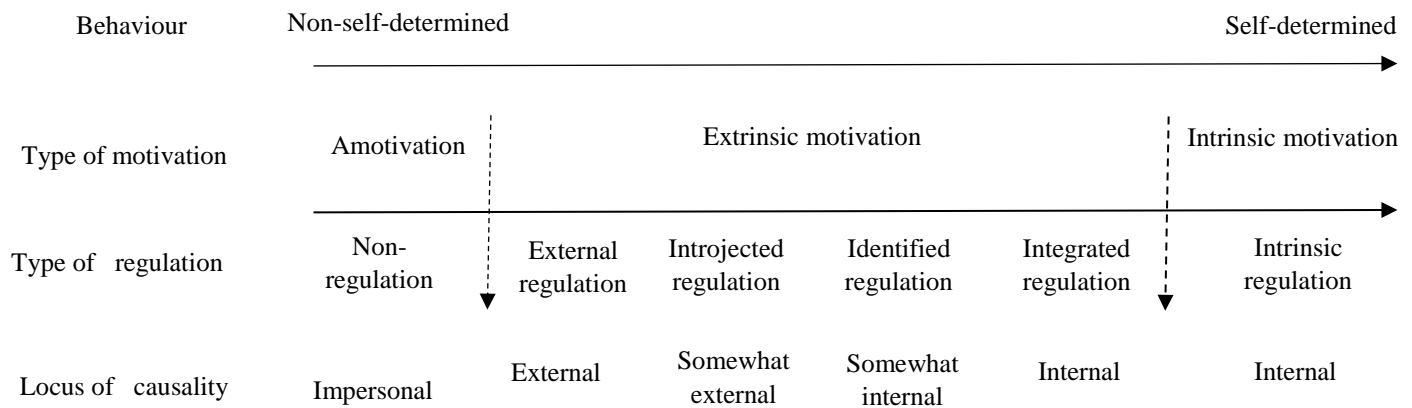 Behaviour Non-self-determined Self-determined
Type of motivation Amotivation Extrinsic motivation Intrinsic motivation
Type of regulation Non- External Introjected Identified Integrated Intrinsic
regulation regulation regulation regulation regulation regulation
Locus of causality Impersonal External Somewhat Somewhat Internal Internal
external internal